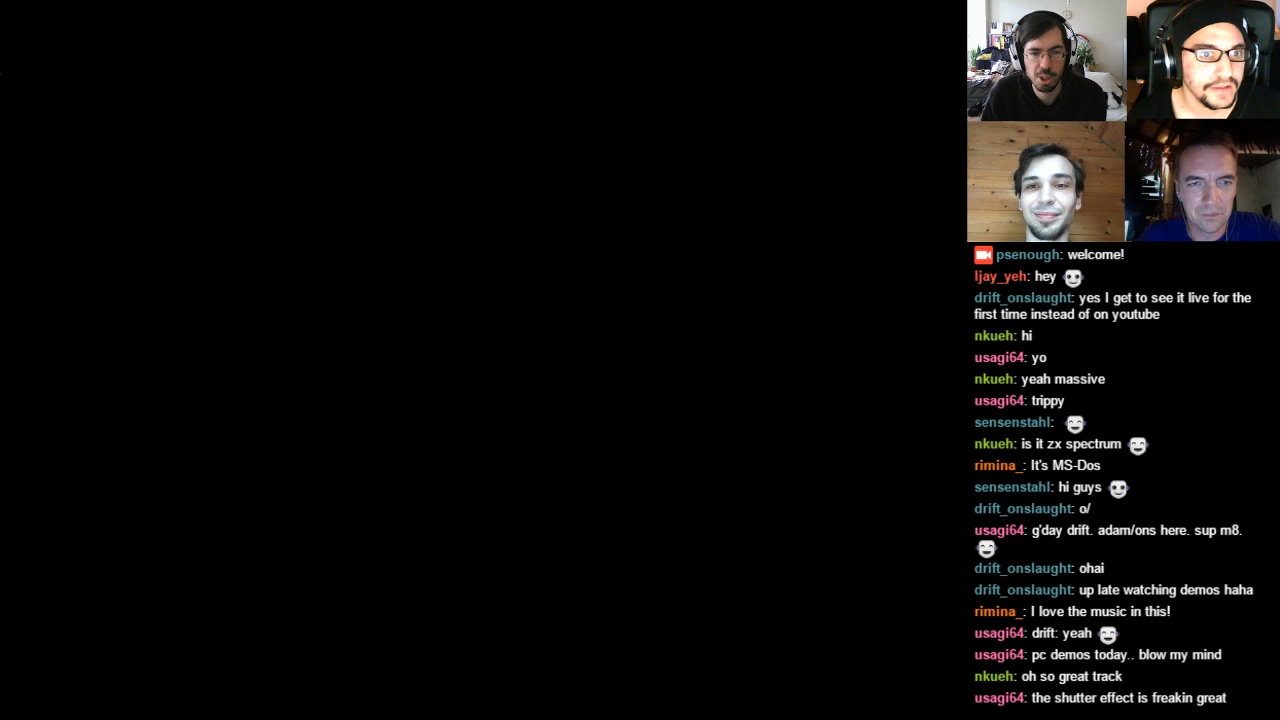 psenough: welcome!
ljay_yeh: hey
drift_onslaught: yes I get to see it live for the
first time instead of on youtube
nkueh: hi
usagi64: yo
nkueh: yeah massive
usagi64: trippy
sensenstahl:
nkueh: is it zx spectrum
rimina_: It's MS-Dos
sensenstahl: hi guys
drift_onslaught: o/
usagi64: g'day drift. adam/ons here. sup m8.
drift_onslaught: ohai
drift_onslaught: up late watching demos haha
rimina_: I love the music in this!
usagi64: drift: yeah
usagi64: pc demos today.. blow my mind
nkueh: oh so great track
usagi64: the shutter effect is freakin great